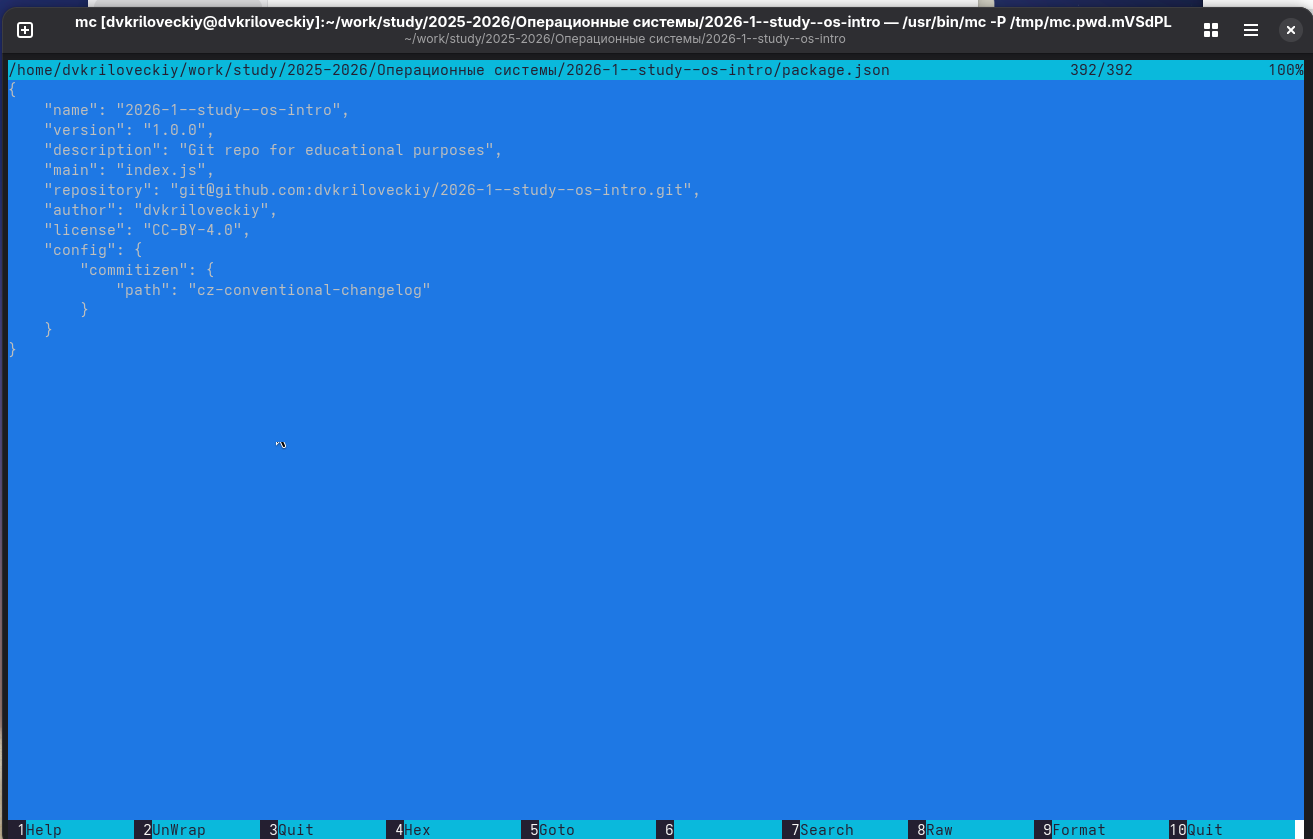 mc [dvkriloveckiy@dvkriloveckiy]:~/work/study/2025-2026/Операционные системы/2026-1--study--os-intro — /usr/bin/mc -P /tmp/mc.pwd.mVSdPL
~/work/study/2025-2026/Операционные системы/2026-1--study--os-intro
/home/dvkriloveckiy/work/study/2025-2026/Операционные системы/2026-1--study--os-intro/package.json 392/392 100%
{
    "name": "2026-1--study--os-intro",
    "version": "1.0.0",
    "description": "Git repo for educational purposes",
    "main": "index.js",
    "repository": "git@github.com:dvkriloveckiy/2026-1--study--os-intro.git",
    "author": "dvkriloveckiy",
    "license": "CC-BY-4.0",
    "config": {
        "commitizen": {
            "path": "cz-conventional-changelog"
        }
    }
}
1Help 2UnWrap 3Quit 4Hex 5Goto 6 7Search 8Raw 9Format 10Quit